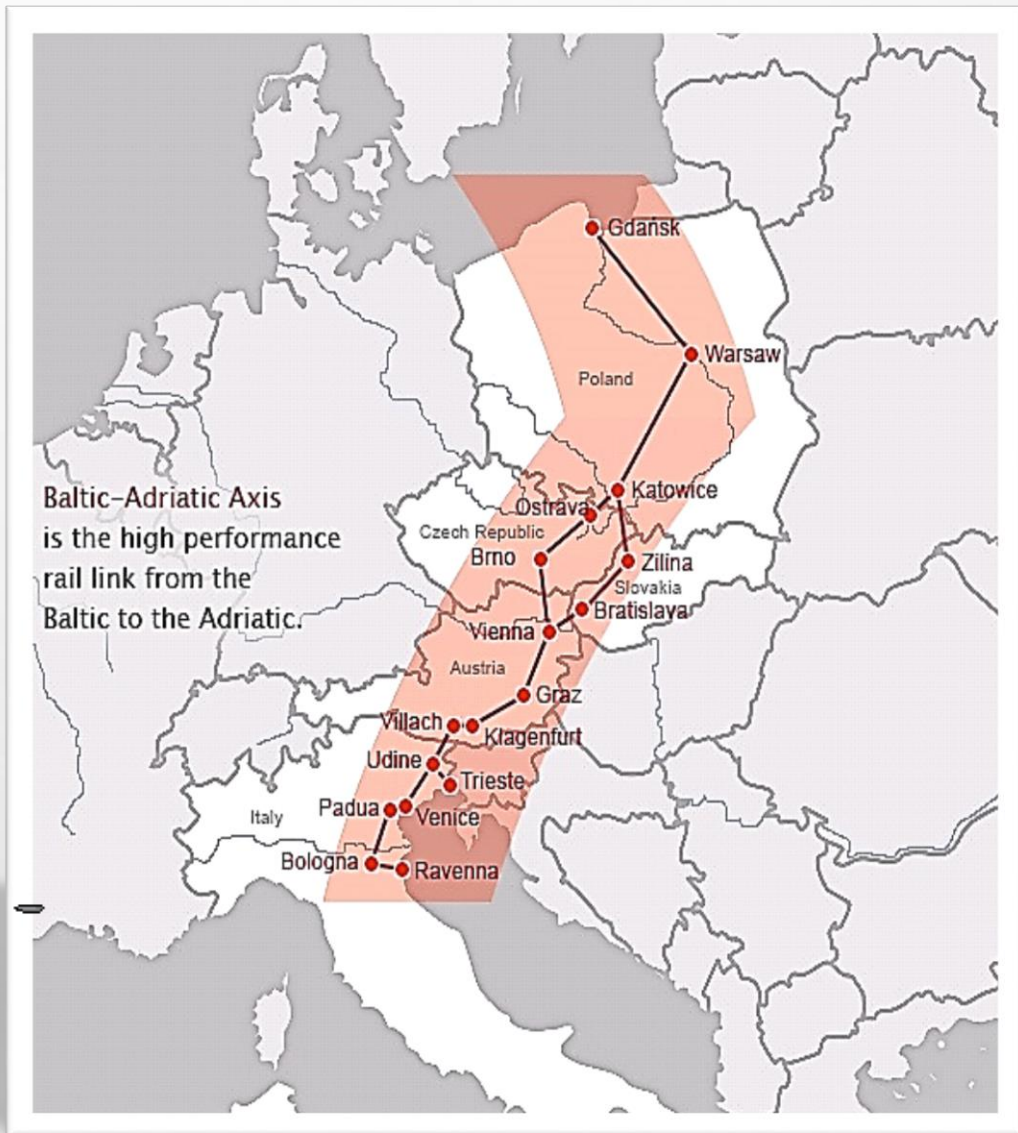 Gdańsk
Warsaw
Poland
Katowice
Ostrava
Czech Republic
Brno
Zilina
Slovakia
Bratislava
Vienna
Austria
Graz
Villach
Klagenfurt
Udine
Trieste
Padua
Venice
Italy
Bologna
Ravenna
Baltic-Adriatic Axis
is the high performance
rail link from the
Baltic to the Adriatic.